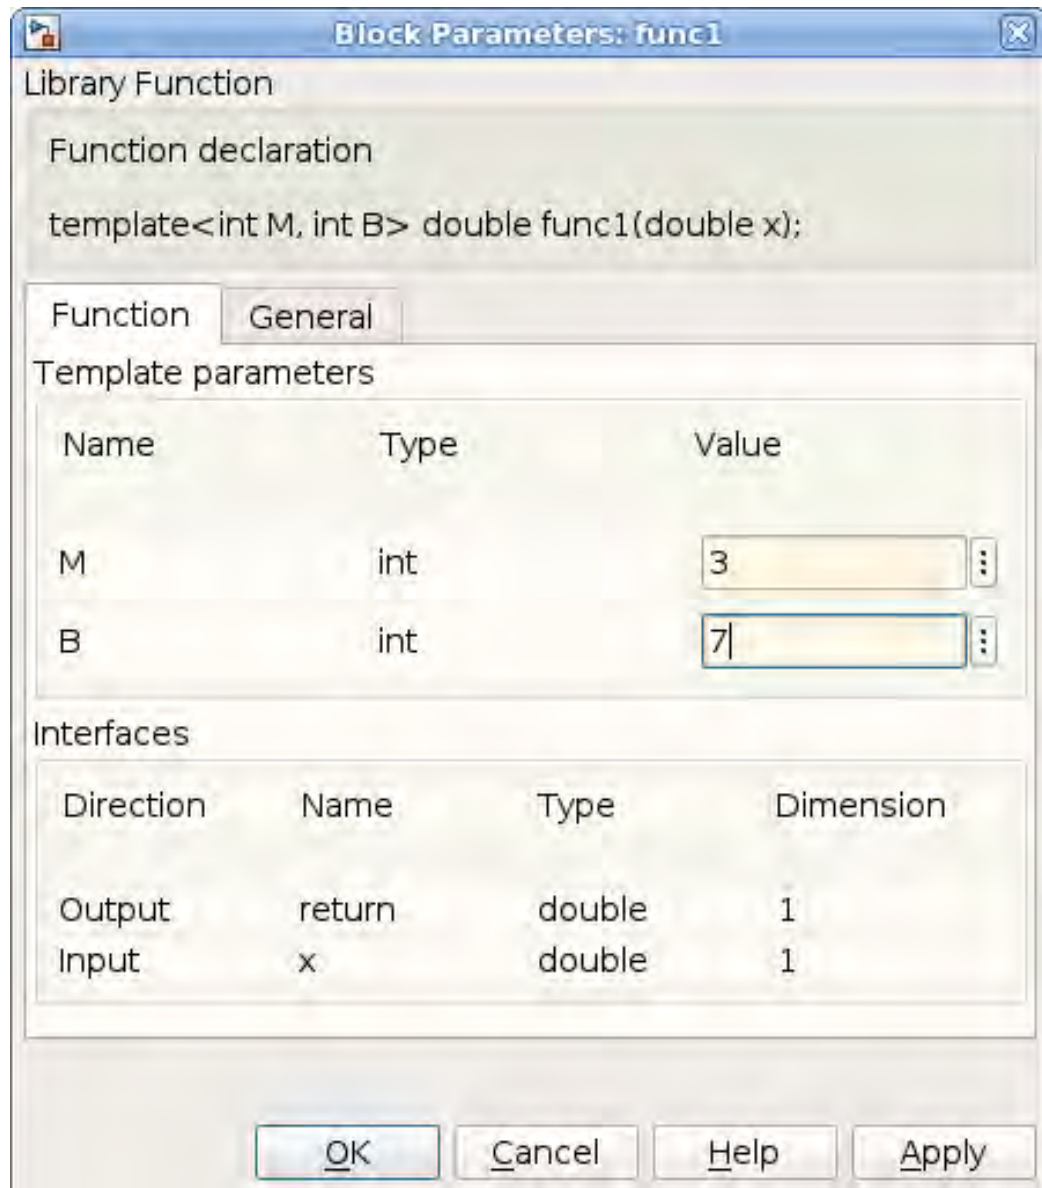 Block Parameters: func1
Library Function
Function declaration
template<int M, int B> double func1(double x);
Function General
Template parameters
Name Type Value
M int 3
B int 7
Interfaces
Direction Name Type Dimension
Output return double 1
Input x double 1
OK Cancel Help Apply